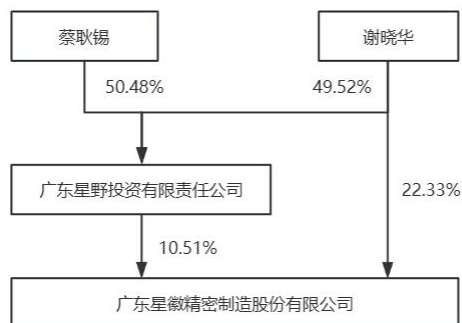 蔡耿锡
谢晓华
50.48%
49.52%
广东星野投资有限责任公司
22.33%
10.51%
广东星徽精密制造股份有限公司